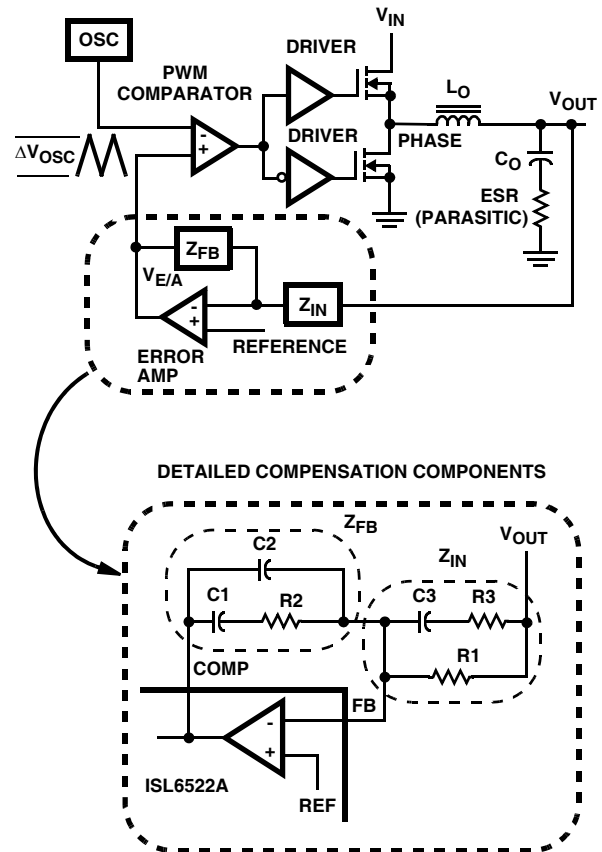 OSC
V_IN
DRIVER
PWM
COMPARATOR
L_O
V_OUT
ΔV_OSC
-
+
DRIVER
PHASE
C_O
ESR
(PARASITIC)
Z_FB
V_E/A
-
+
Z_IN
ERROR
AMP
REFERENCE
DETAILED COMPENSATION COMPONENTS
Z_FB
V_OUT
C2
Z_IN
C1
R2
C3
R3
R1
COMP
FB
-
+
ISL6522A
REF